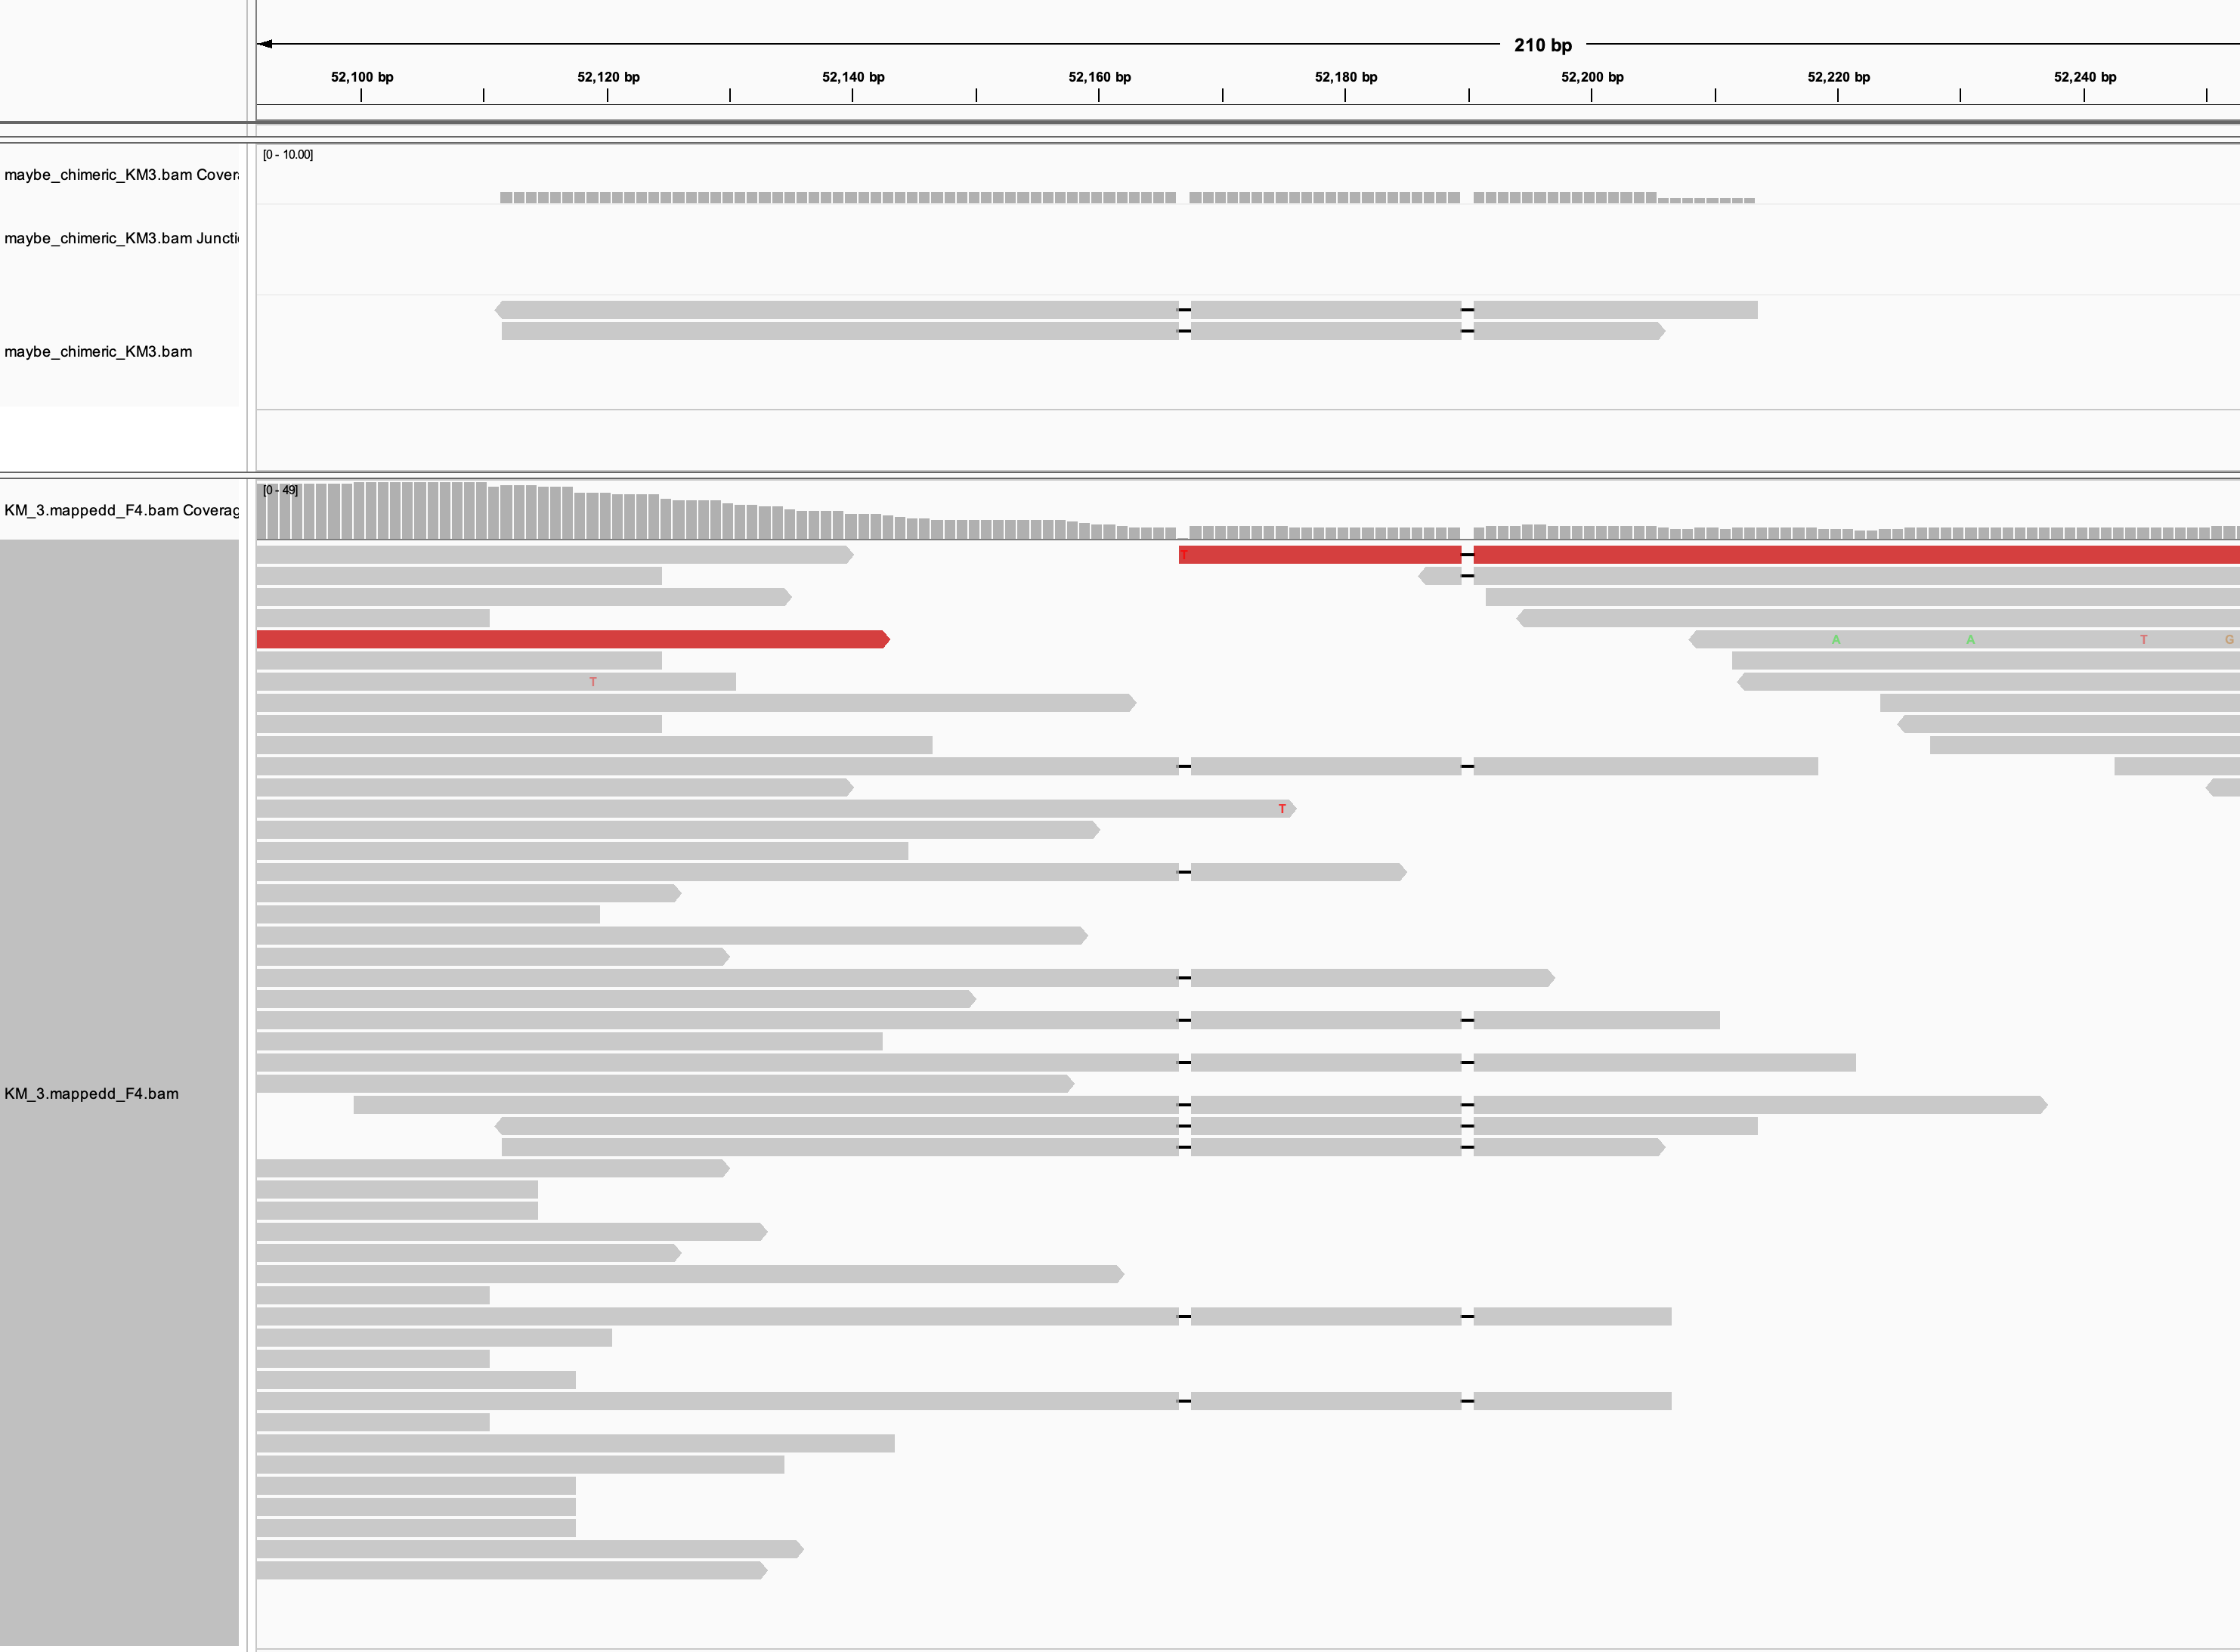 210 bp
52,100 bp 52,120 bp 52,140 bp 52,160 bp 52,180 bp 52,200 bp 52,220 bp 52,240 bp
[0 - 10.00]
maybe_chimeric_KM3.bam Covera
maybe_chimeric_KM3.bam Juncti
maybe_chimeric_KM3.bam
[0 - 49]
KM_3.mappedd_F4.bam Coverag
T
A A T G
T
T
KM_3.mappedd_F4.bam